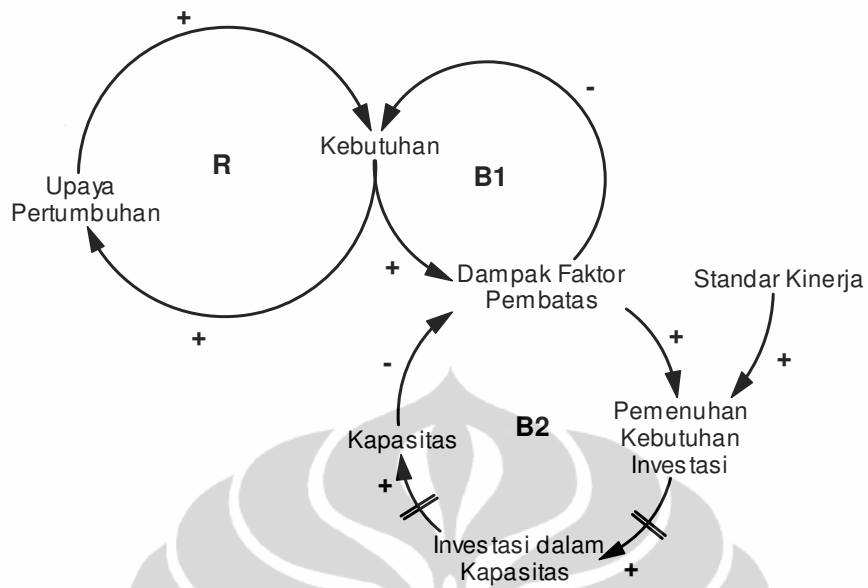 +
-
Kebutuhan
R
B1
Upaya
Pertumbuhan
+
Dampak Faktor
Pembatas
Standar Kinerja
+
+
+
-
Pemenuhan
Kebutuhan
Investasi
B2
Kapasitas
+
Investasi dalam
Kapasitas
+